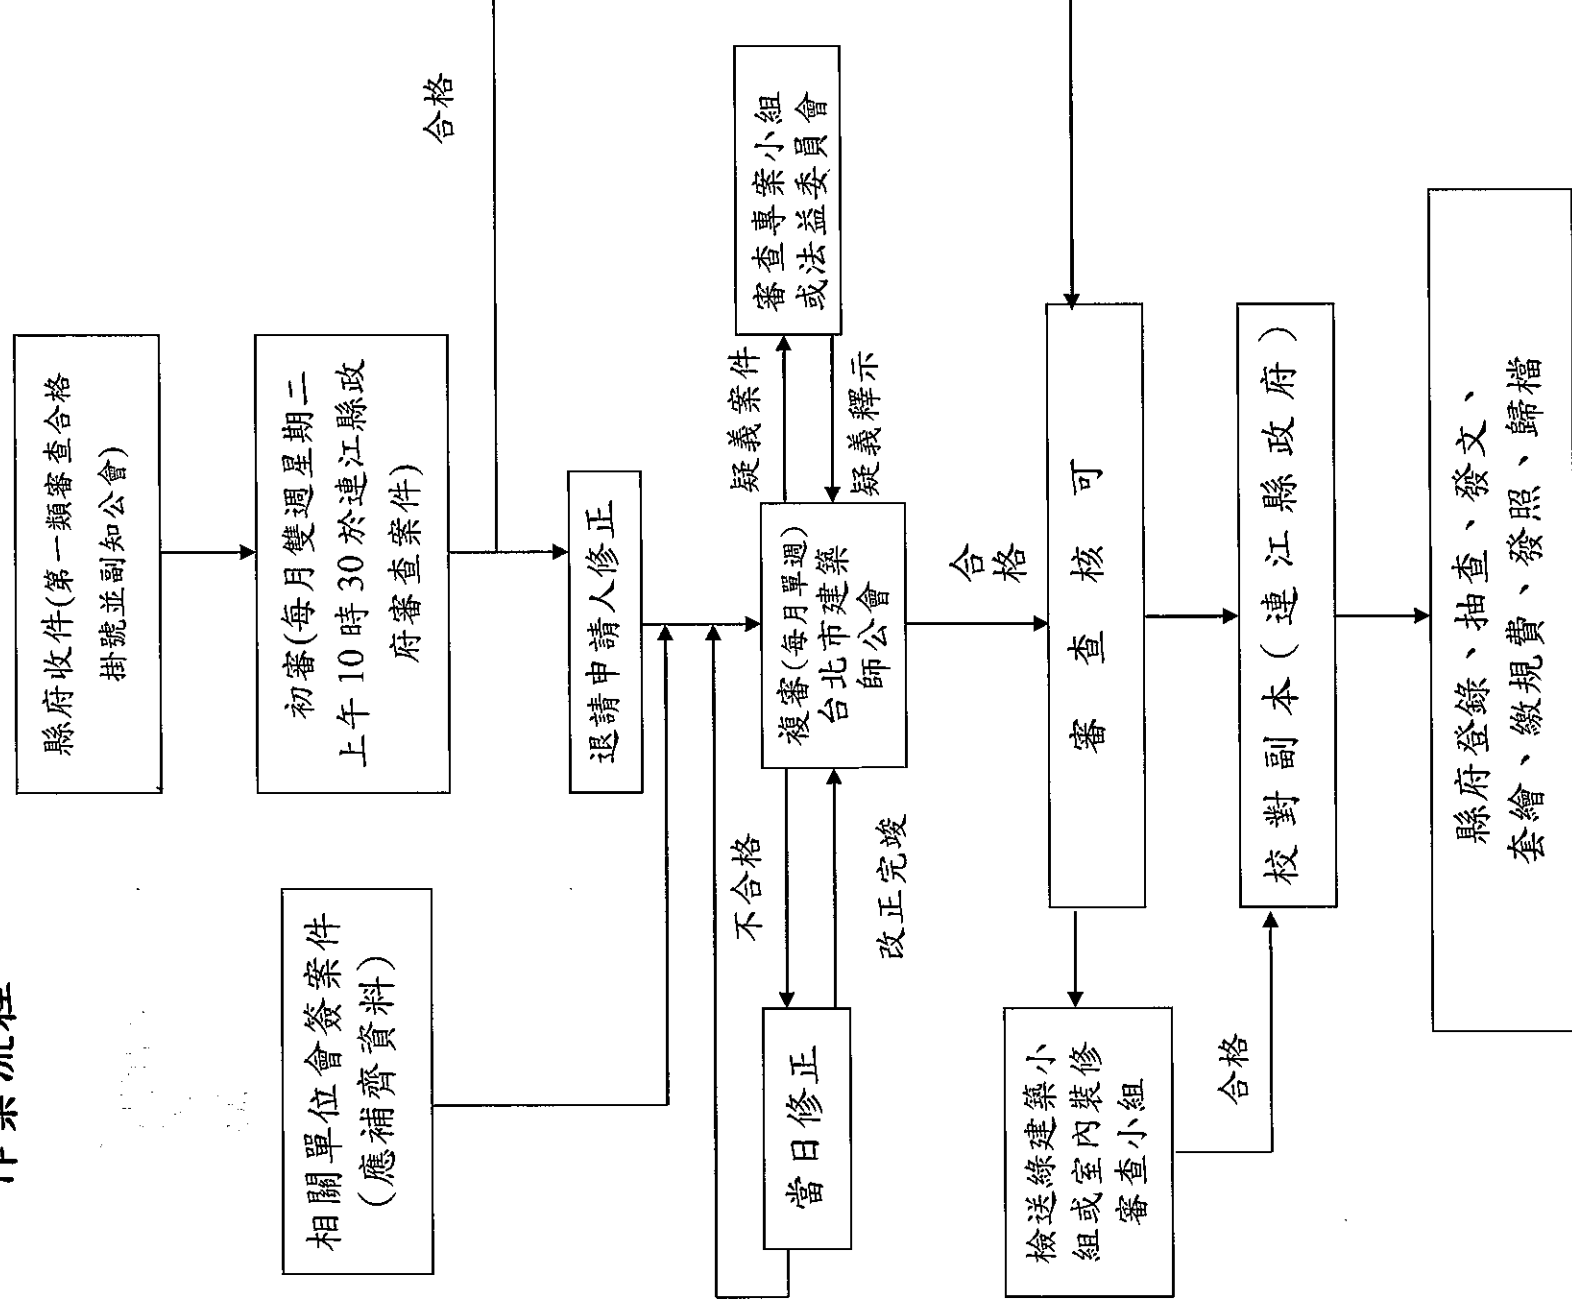 作業流程
縣府收件(第一類審查合格
掛號並副知公會)
初審(每月雙週星期二
上午10時30於連江縣政
府審查案件)
合格
相關單位會簽案件
(應補齊資料)
退請申請人修正
不合格
改正完竣
當日修正
複審(每月單週)
台北市建築
師公會
疑義案件
疑義釋示
審查專案小組
或法益委員會
合格
審查核可
檢送綠建築小
組或室內裝修
審查小組
合格
校對副本(連江縣政府)
縣府登錄、抽查、發文、
套繪、繳規費、發照、歸檔